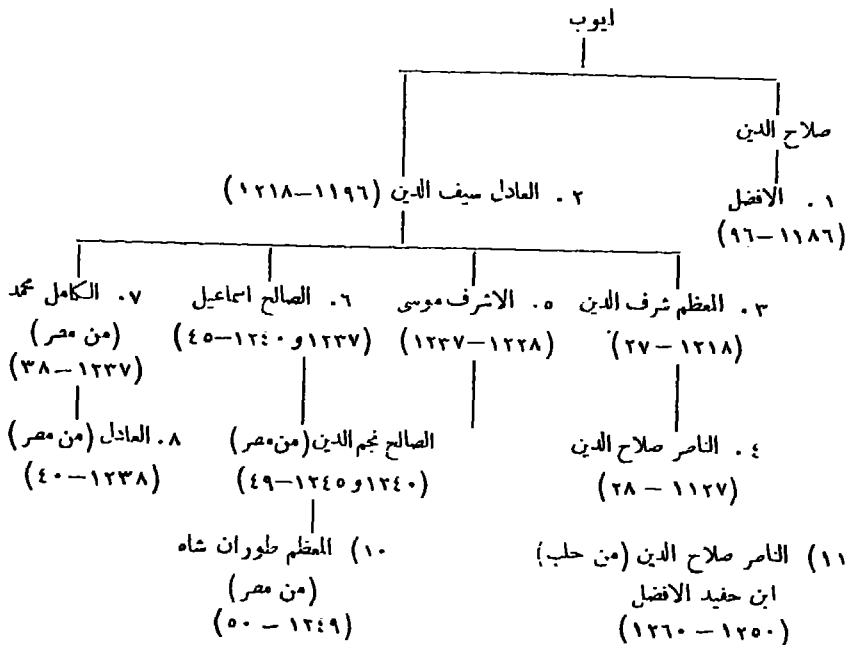 ايوب
صلاح الدين
١ . الافضل
(١١٨٦–٩٦)
٢ . العادل سيف الدين (١١٩٦–١٢١٨)
٣ . المعظم شرف الدين
(١٢١٨–٢٧)
٥ . الاشرف موسى
(١٢٢٨–١٢٣٧)
٦ . الصالح اسماعيل
(١٢٣٧ و ١٢٤٠–٤٥)
٧ . الكامل محمد
(من مصر)
(١٢٣٧–٣٨)
٤ . الناصر صلاح الدين
(١١٢٧ – ٢٨)
الصالح نجم الدين (من مصر)
(١٢٤٠ و ١٢٤٥–٤٩)
٨ . العادل (من مصر)
(١٢٣٨–٤٠)
١١) الناصر صلاح الدين (من حلب)
ابن حفيد الافضل
(١٢٥٠ – ١٢٦٠)
١٠) المعظم طوران شاه
(من مصر)
(١٢٤٩ – ٥٠)